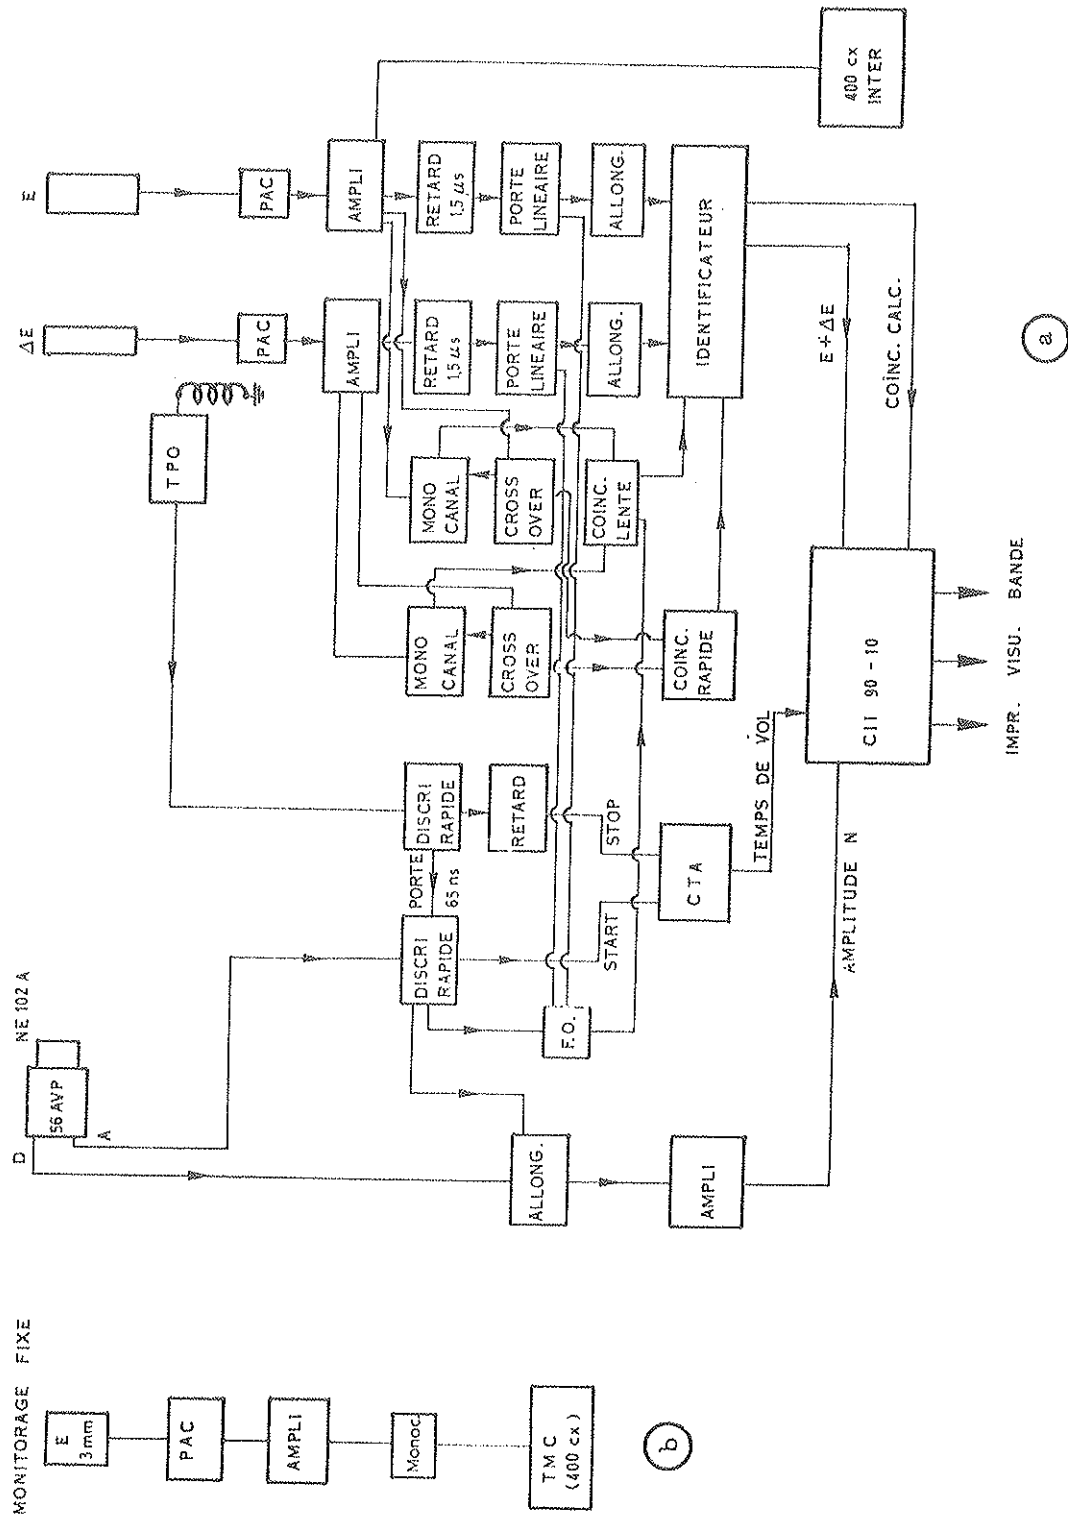 MONITORAGE FIXE
E
3mm
PAC
AMPLI
Monoc.
TMC
(400 cx)
b
D
A
56 AVP
NE 102 A
TPO
ΔE
E
PAC
PAC
AMPLI
AMPLI
RETARD
1.5 µs
RETARD
1.5 µs
PORTE
LINEAIRE
PORTE
LINEAIRE
ALLONG.
ALLONG.
MONO
CANAL
CROSS
OVER
MONO
CANAL
CROSS
OVER
COINC.
LENTE
COINC.
RAPIDE
IDENTIFICATEUR
400 cx
INTER
DISCRI
RAPIDE
PORTE
65 ns
DISCRI
RAPIDE
RETARD
F.O.
START
STOP
CTA
ALLONG.
AMPLI
AMPLITUDE N
TEMPS DE VOL
E + ΔE
COÏNC. CALC.
CII 90 - 10
IMPR. VISU. BANDE
a